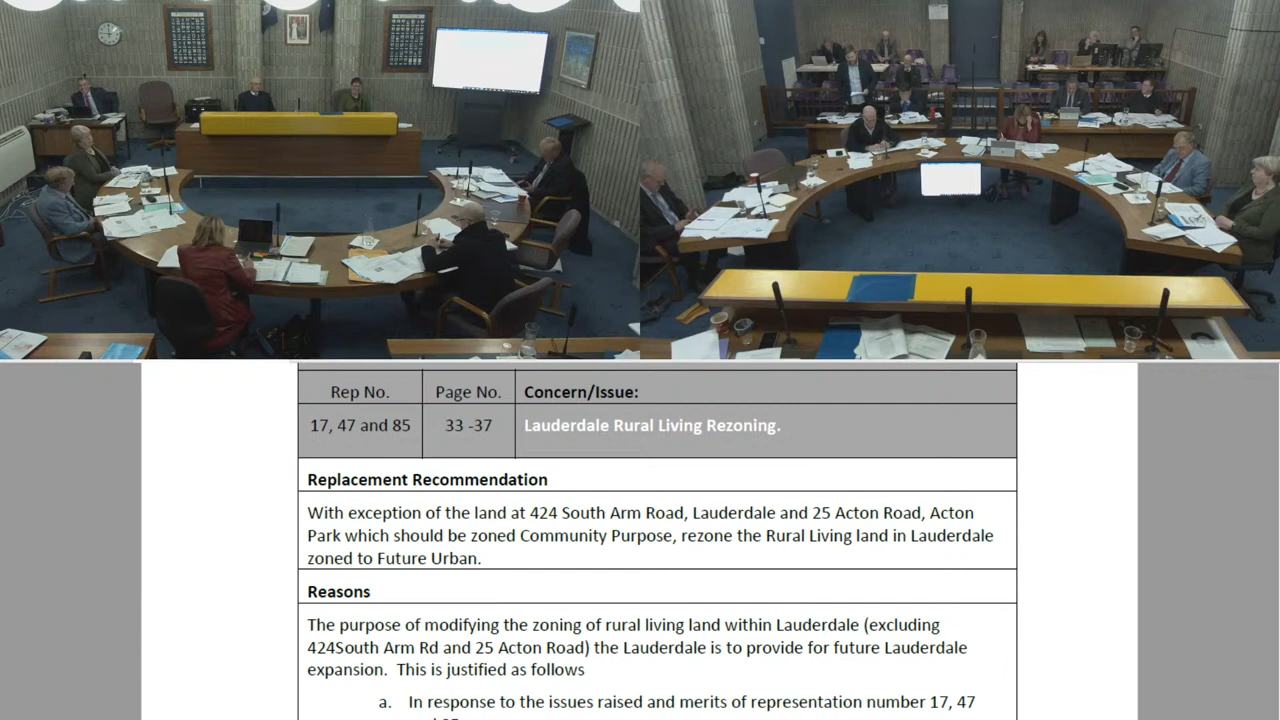 Rep No.
Page No.
Concern/Issue:
17, 47 and 85
33 -37
Lauderdale Rural Living Rezoning.
Replacement Recommendation
With exception of the land at 424 South Arm Road, Lauderdale and 25 Acton Road, Acton
Park which should be zoned Community Purpose, rezone the Rural Living land in Lauderdale
zoned to Future Urban.
Reasons
The purpose of modifying the zoning of rural living land within Lauderdale (excluding
424South Arm Rd and 25 Acton Road) the Lauderdale is to provide for future Lauderdale
expansion.  This is justified as follows
a. In response to the issues raised and merits of representation number 17, 47